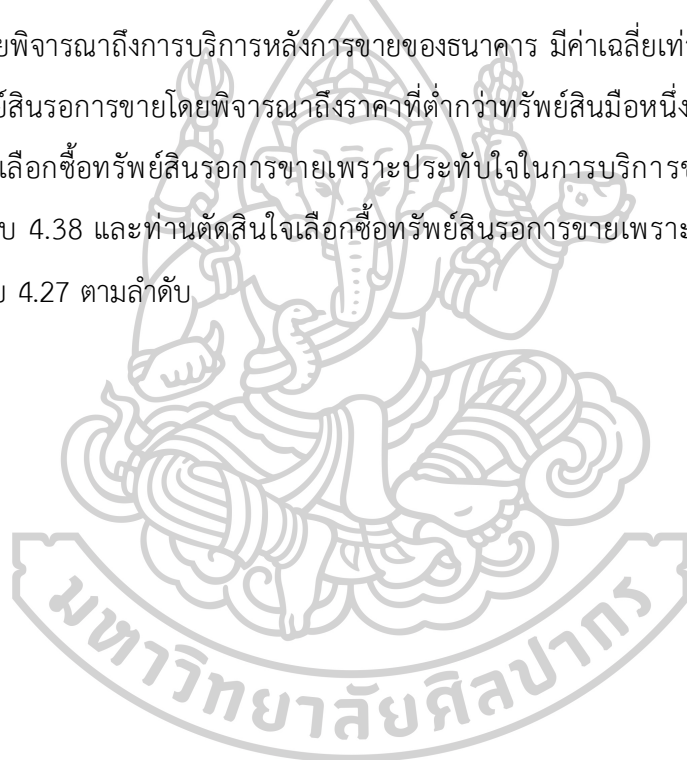 ยพิจารณาถึงการบริการหลังการขายของธนาคาร มีค่าเฉลี่ยเท่
ย์สินรอการขายโดยพิจารณาถึงราคาที่ต่ำกว่าทรัพย์สินมือหนึ่ง
เลือกซื้อทรัพย์สินรอการขายเพราะประทับใจในการบริการข
บ 4.38 และท่านตัดสินใจเลือกซื้อทรัพย์สินรอการขายเพราะ
ม 4.27 ตามลำดับ
มหาวิทยาลัยศิลปากร